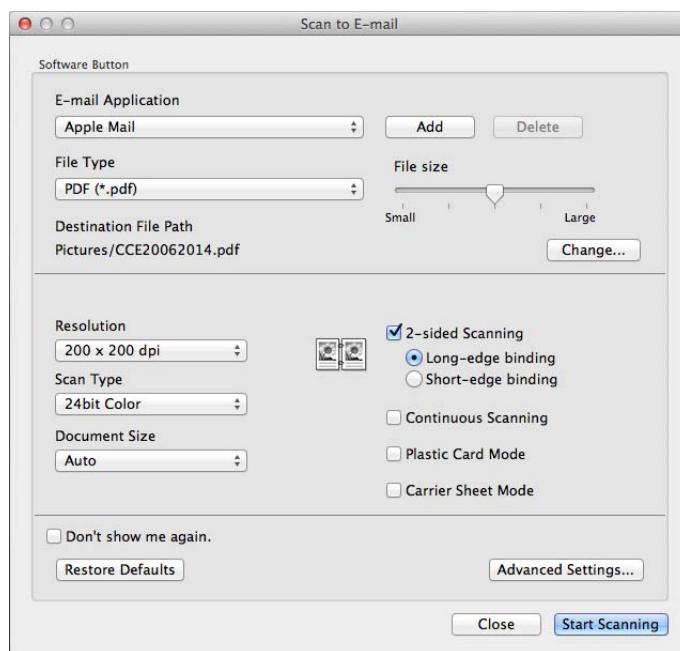 Scan to E-mail
Software Button
E-mail Application
Apple Mail
Add
Delete
File Type
File size
PDF (*.pdf)
Small
Large
Destination File Path
Pictures/CCE20062014.pdf
Change...
Resolution
200 x 200 dpi
2-sided Scanning
Long-edge binding
Short-edge binding
Scan Type
24bit Color
Continuous Scanning
Document Size
Auto
Plastic Card Mode
Carrier Sheet Mode
Don't show me again.
Restore Defaults
Advanced Settings...
Close
Start Scanning